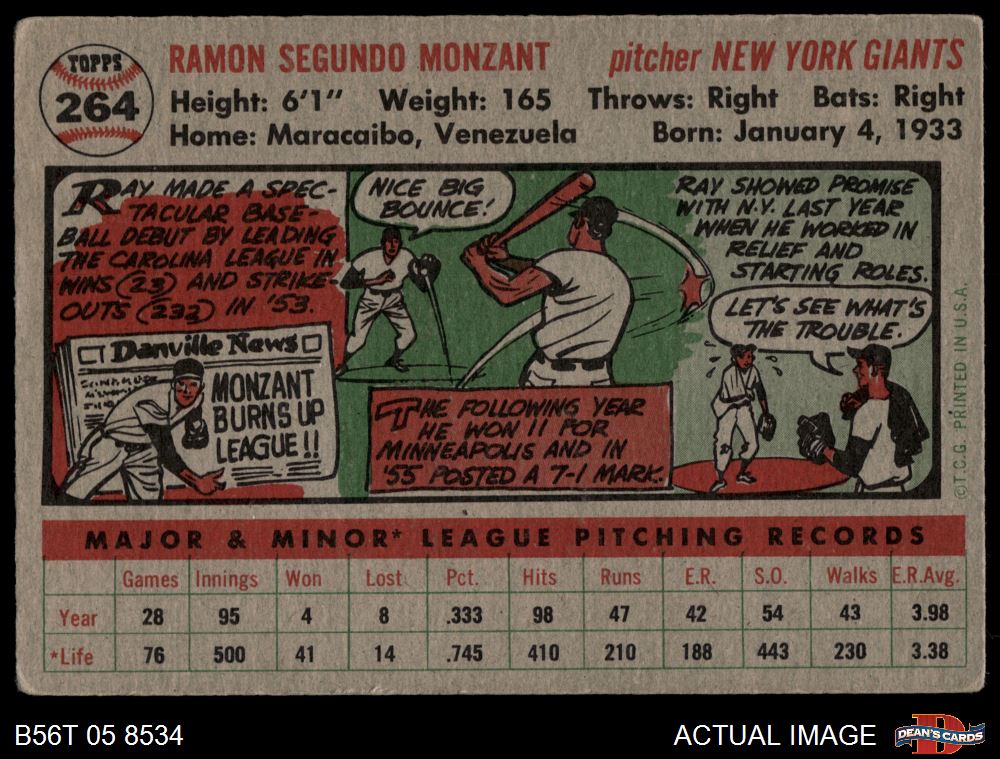 TOPPS
264
RAMON SEGUNDO MONZANT
pitcher NEW YORK GIANTS
Height: 6'1" Weight: 165 Throws: Right Bats: Right
Home: Maracaibo, Venezuela Born: January 4, 1933
RAY MADE A SPEC-
TACULAR BASE-
BALL DEBUT BY LEADING
THE CAROLINA LEAGUE IN
WINS (23) AND STRIKE-
OUTS (232) IN '53.
Danville News
MONZANT
BURNS UP
LEAGUE!!
NICE BIG
BOUNCE!
THE FOLLOWING YEAR
HE WON 11 FOR
MINNEAPOLIS AND IN
'55 POSTED A 7-1 MARK.
RAY SHOWED PROMISE
WITH N.Y. LAST YEAR
WHEN HE WORKED IN
RELIEF AND
STARTING ROLES.
LET'S SEE WHAT'S
THE TROUBLE.
©T.C.G. PRINTED IN U.S.A.
MAJOR & MINOR* LEAGUE PITCHING RECORDS
Games Innings Won Lost Pct. Hits Runs E.R. S.O. Walks E.R.Avg.
Year 28 95 4 8 .333 98 47 42 54 43 3.98
*Life 76 500 41 14 .745 410 210 188 443 230 3.38
B56T 05 8534
ACTUAL IMAGE
DEAN'S CARDS